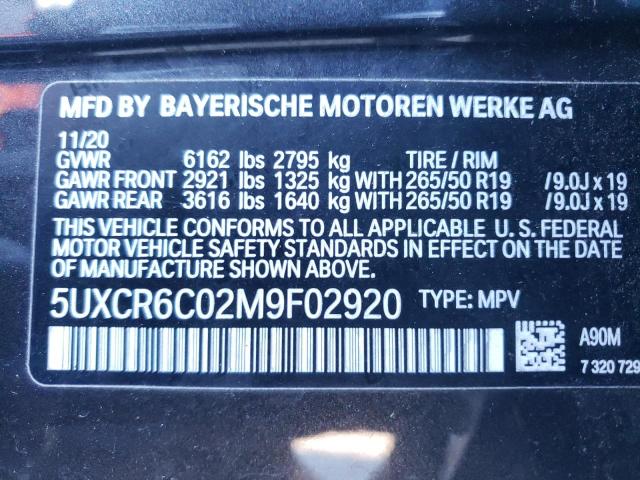 MFD BY BAYERISCHE MOTOREN WERKE AG
11/20
GVWR 6162 lbs 2795 kg TIRE / RIM
GAWR FRONT 2921 lbs 1325 kg WITH 265/50 R19 /9.0J x 19
GAWR REAR 3616 lbs 1640 kg WITH 265/50 R19 /9.0J x 19
THIS VEHICLE CONFORMS TO ALL APPLICABLE U. S. FEDERAL
MOTOR VEHICLE SAFETY STANDARDS IN EFFECT ON THE DATE
OF MANUFACTURE SHOWN ABOVE.
5UXCR6C02M9F02920 TYPE: MPV
A90M
7 320 729